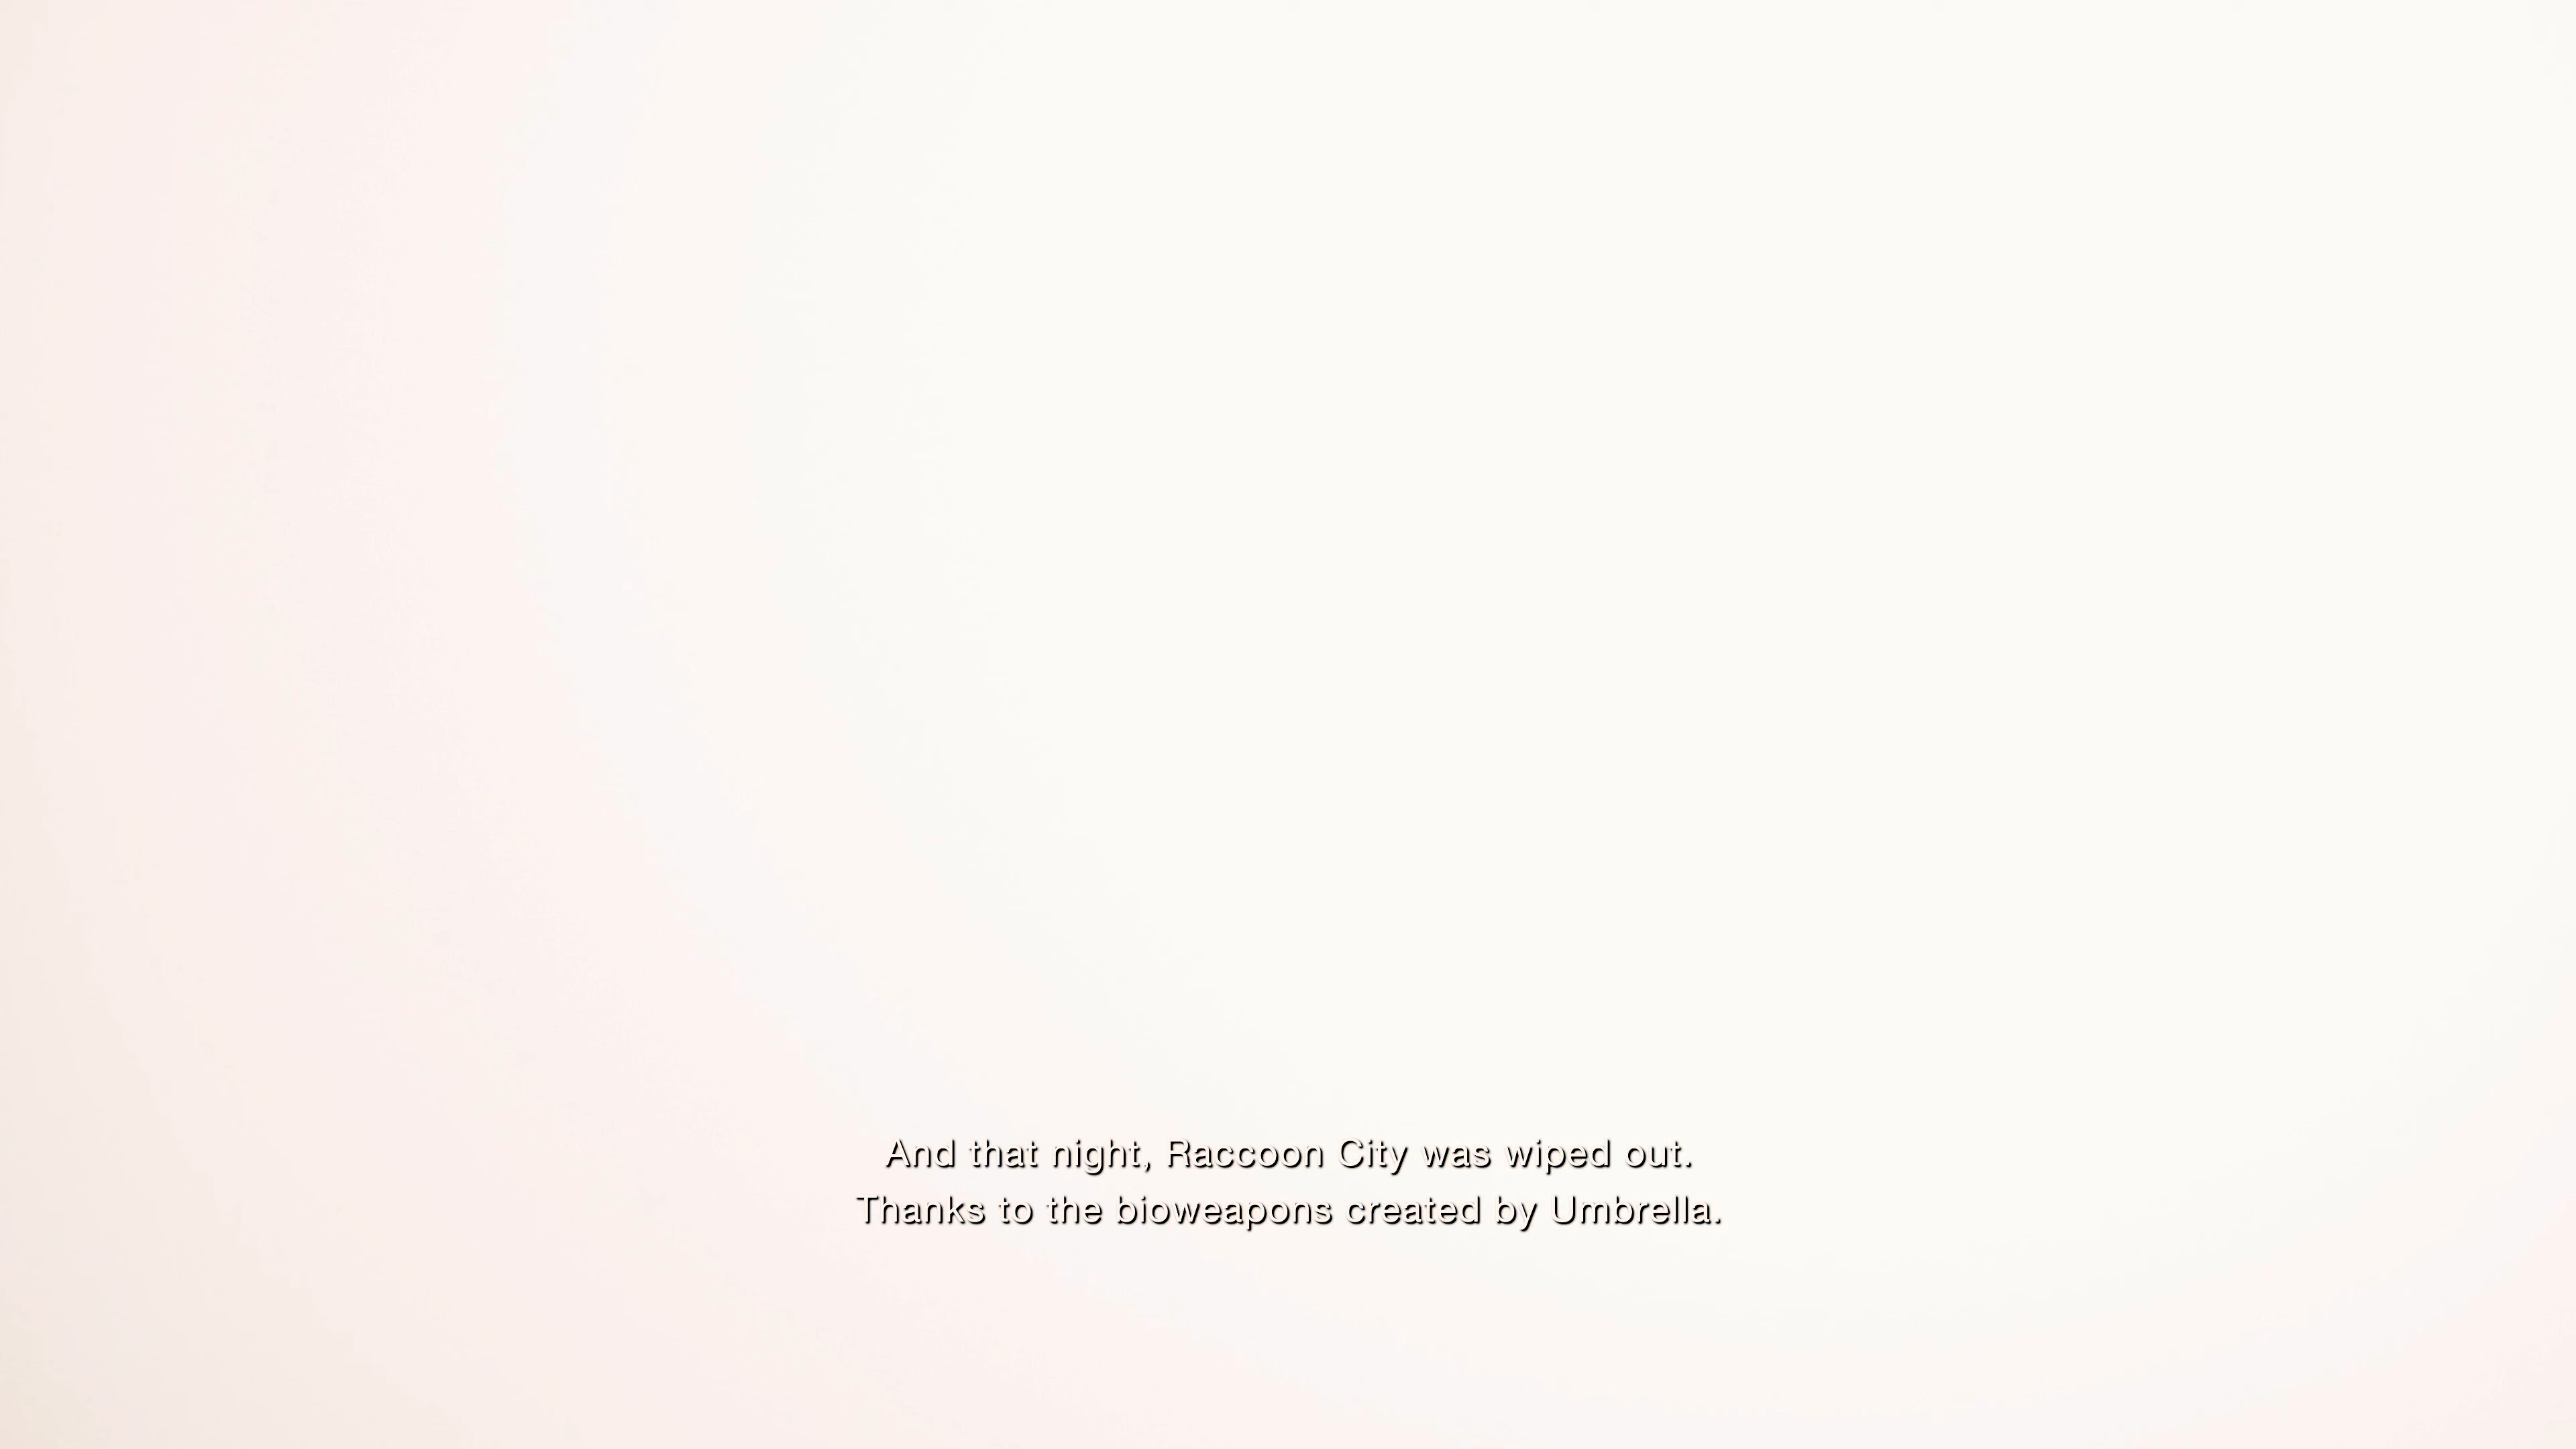 And that night, Raccoon City was wiped out.
Thanks to the bioweapons created by Umbrella.